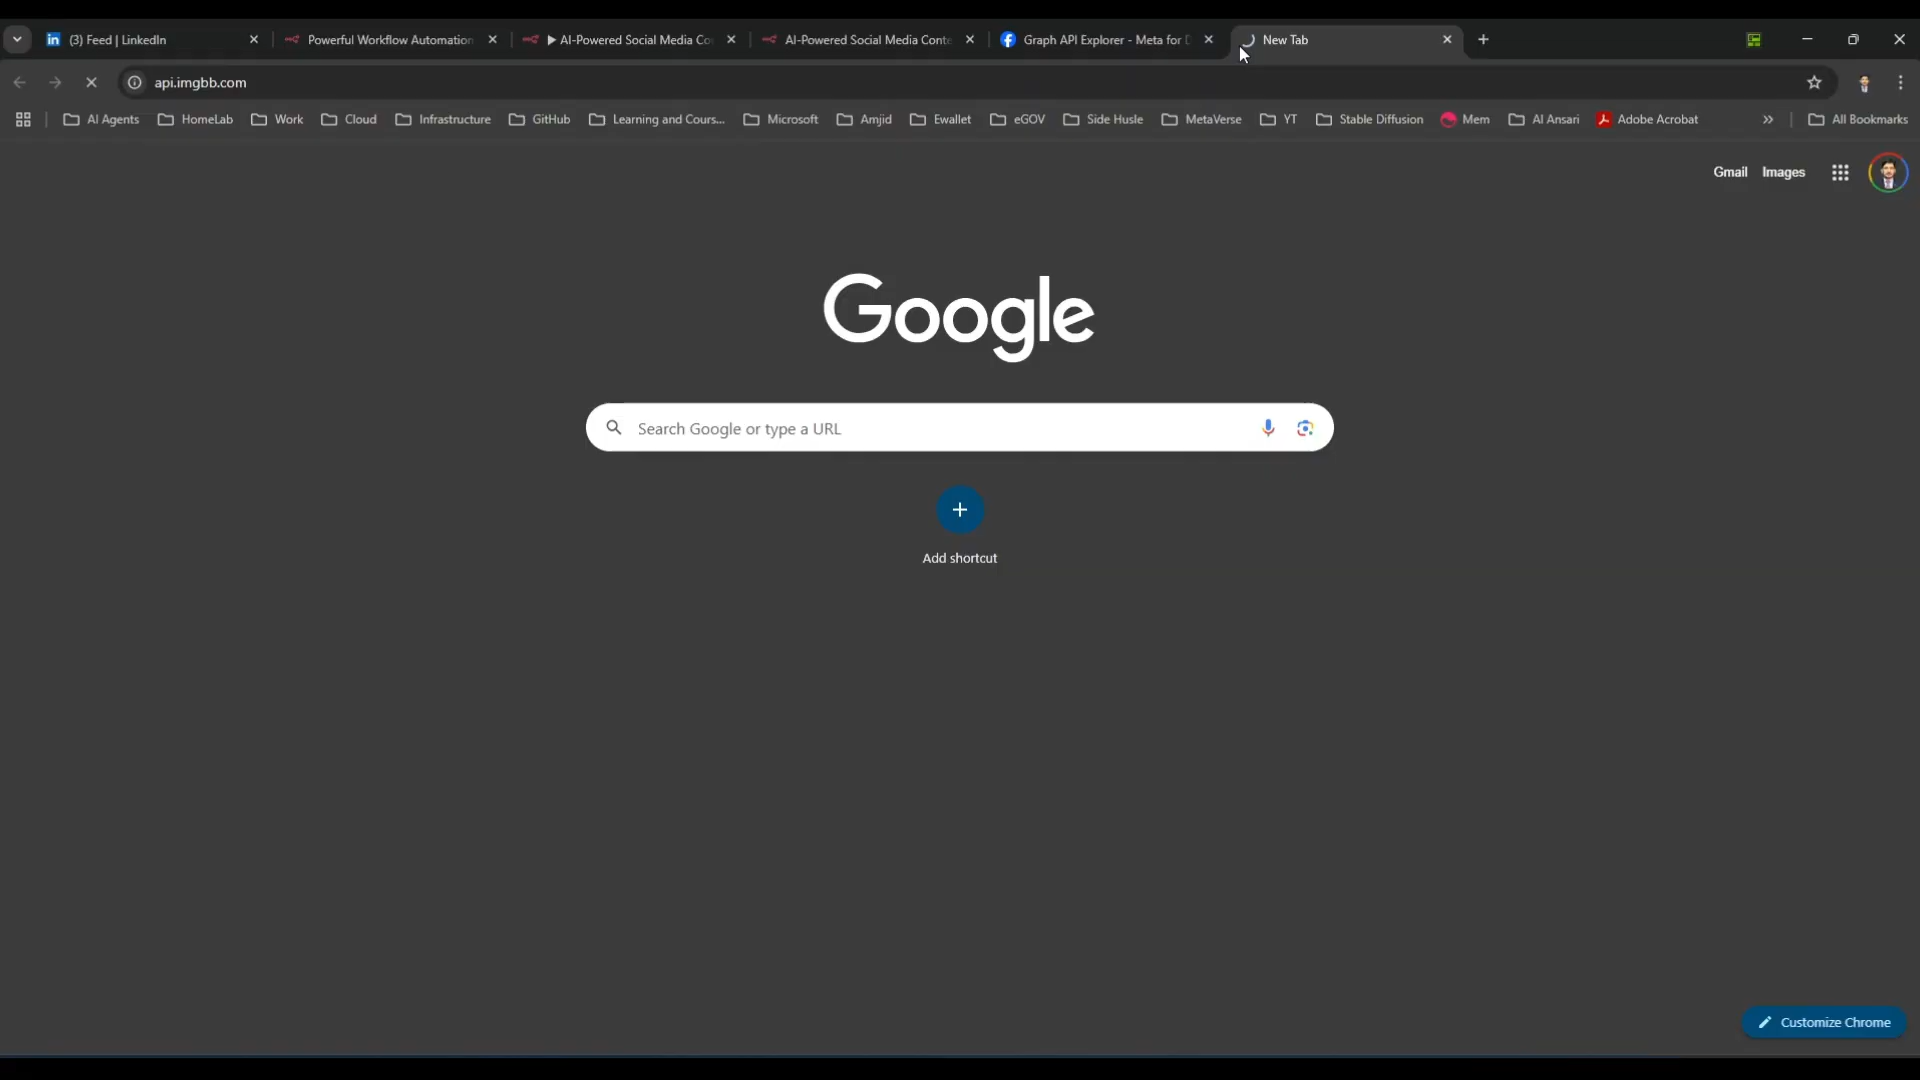 (3) Feed | LinkedIn
Powerful Workflow Automation
▶ AI-Powered Social Media Co
AI-Powered Social Media Conte
Graph API Explorer - Meta for D
New Tab
api.imgbb.com
AI Agents
HomeLab
Work
Cloud
Infrastructure
GitHub
Learning and Cours...
Microsoft
Amjid
Ewallet
eGOV
Side Husle
MetaVerse
YT
Stable Diffusion
Mem
AI Ansari
Adobe Acrobat
All Bookmarks
Gmail
Images
Google
Search Google or type a URL
Add shortcut
Customize Chrome